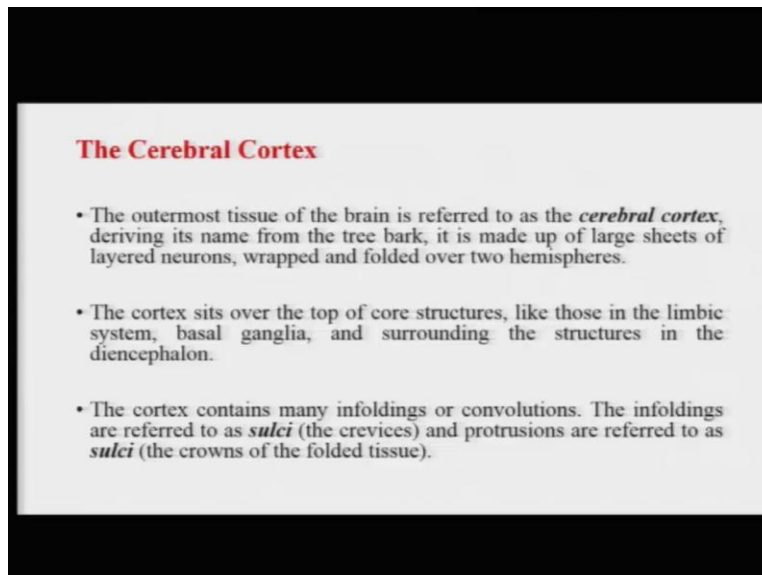 The Cerebral Cortex
• The outermost tissue of the brain is referred to as the cerebral cortex,
deriving its name from the tree bark, it is made up of large sheets of
layered neurons, wrapped and folded over two hemispheres.
• The cortex sits over the top of core structures, like those in the limbic
system, basal ganglia, and surrounding the structures in the
diencephalon.
• The cortex contains many infoldings or convolutions. The infoldings
are referred to as sulci (the crevices) and protrusions are referred to as
sulci (the crowns of the folded tissue).